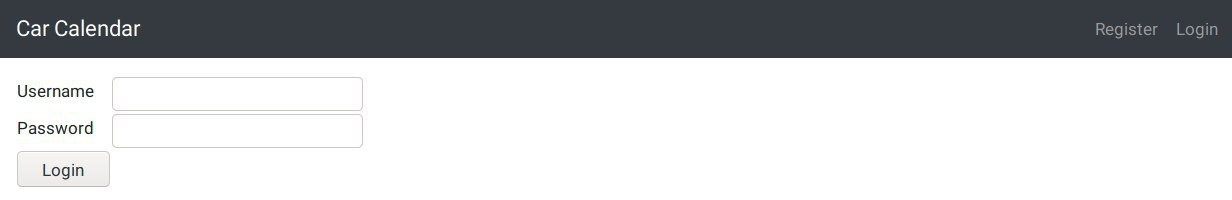 Car Calendar Register Login
Username
Password
Login